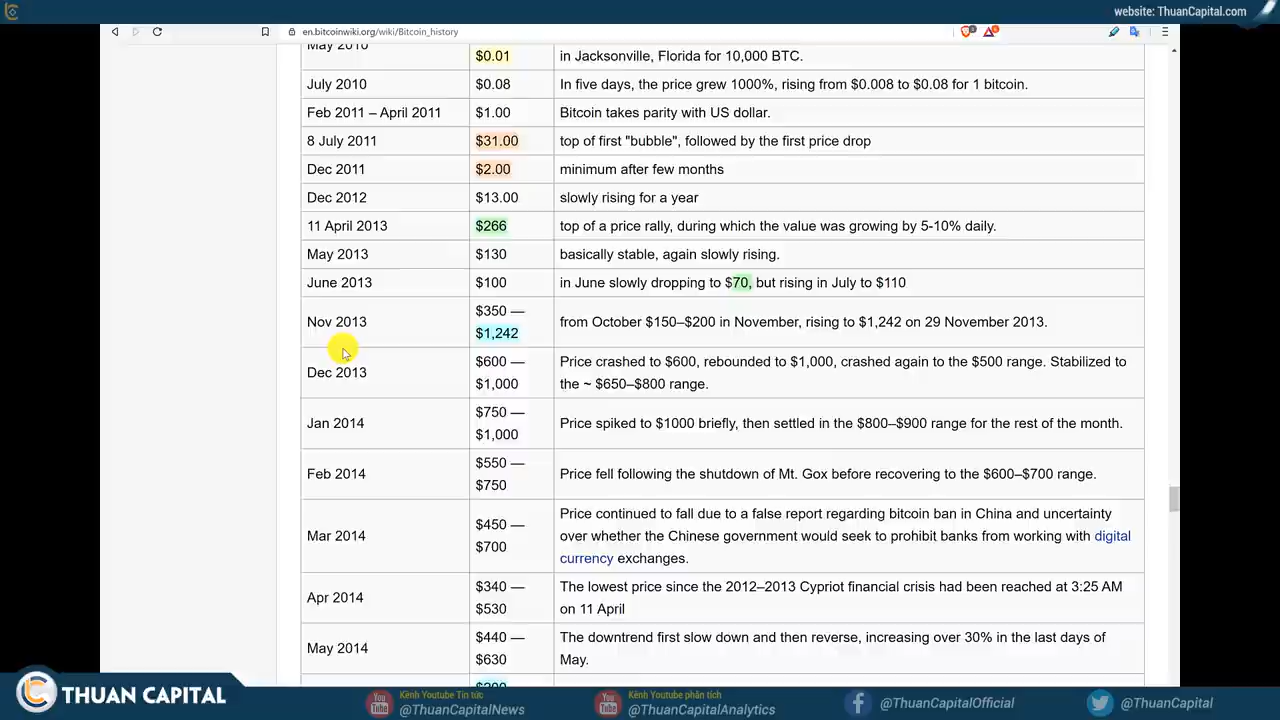 website: ThuanCapital.com
en.bitcoinwiki.org/wiki/Bitcoin_history
May 2010
$0.01
in Jacksonville, Florida for 10,000 BTC.
July 2010
$0.08
In five days, the price grew 1000%, rising from $0.008 to $0.08 for 1 bitcoin.
Feb 2011 – April 2011
$1.00
Bitcoin takes parity with US dollar.
8 July 2011
$31.00
top of first "bubble", followed by the first price drop
Dec 2011
$2.00
minimum after few months
Dec 2012
$13.00
slowly rising for a year
11 April 2013
$266
top of a price rally, during which the value was growing by 5-10% daily.
May 2013
$130
basically stable, again slowly rising.
June 2013
$100
in June slowly dropping to $70, but rising in July to $110
Nov 2013
$350 —
$1,242
from October $150–$200 in November, rising to $1,242 on 29 November 2013.
Dec 2013
$600 —
$1,000
Price crashed to $600, rebounded to $1,000, crashed again to the $500 range. Stabilized to
the ~ $650–$800 range.
Jan 2014
$750 —
$1,000
Price spiked to $1000 briefly, then settled in the $800–$900 range for the rest of the month.
Feb 2014
$550 —
$750
Price fell following the shutdown of Mt. Gox before recovering to the $600–$700 range.
Mar 2014
$450 —
$700
Price continued to fall due to a false report regarding bitcoin ban in China and uncertainty
over whether the Chinese government would seek to prohibit banks from working with digital
currency exchanges.
Apr 2014
$340 —
$530
The lowest price since the 2012–2013 Cypriot financial crisis had been reached at 3:25 AM
on 11 April
May 2014
$440 —
$630
The downtrend first slow down and then reverse, increasing over 30% in the last days of
May.
THUAN CAPITAL
You
Tube
Kênh Youtube Tin tức
@ThuanCapitalNews
You
Tube
Kênh Youtube phân tích
@ThuanCapitalAnalytics
@ThuanCapitalOfficial
@ThuanCapital